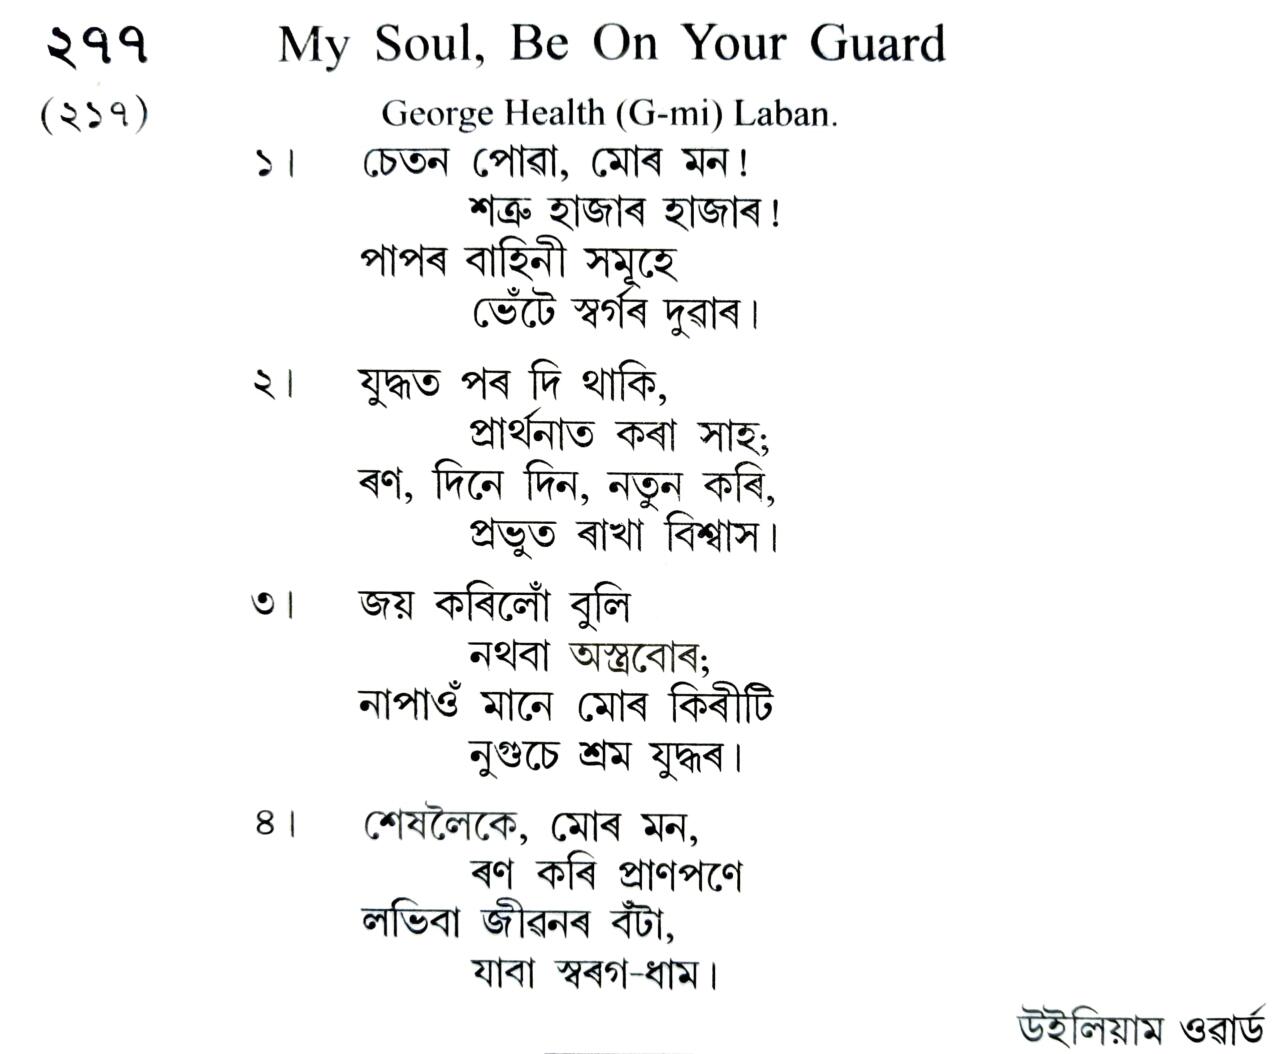 ২৭৭ My Soul, Be On Your Guard
(২১৭) George Health (G-mi) Laban.
১। চেতন পোৱা, মোৰ মন!
শত্ৰু হাজাৰ হাজাৰ!
পাপৰ বাহিনী সমূহে
ভেঁটে স্বৰ্গৰ দুৱাৰ।
২। যুদ্ধত পৰ দি থাকি,
প্ৰাৰ্থনাত কৰা সাহ;
ৰণ, দিনে দিন, নতুন কৰি,
প্ৰভুত ৰাখা বিশ্বাস।
৩। জয় কৰিলোঁ বুলি
নথবা অস্ত্ৰবোৰ;
নাপাওঁ মানে মোৰ কিৰীটি
নুগুচে শ্ৰম যুদ্ধৰ।
৪। শেষলৈকে, মোৰ মন,
ৰণ কৰি প্ৰাণপণে
লভিবা জীৱনৰ বঁটা,
যাবা স্বৰগ-ধাম।
উইলিয়াম ওৱাৰ্ড